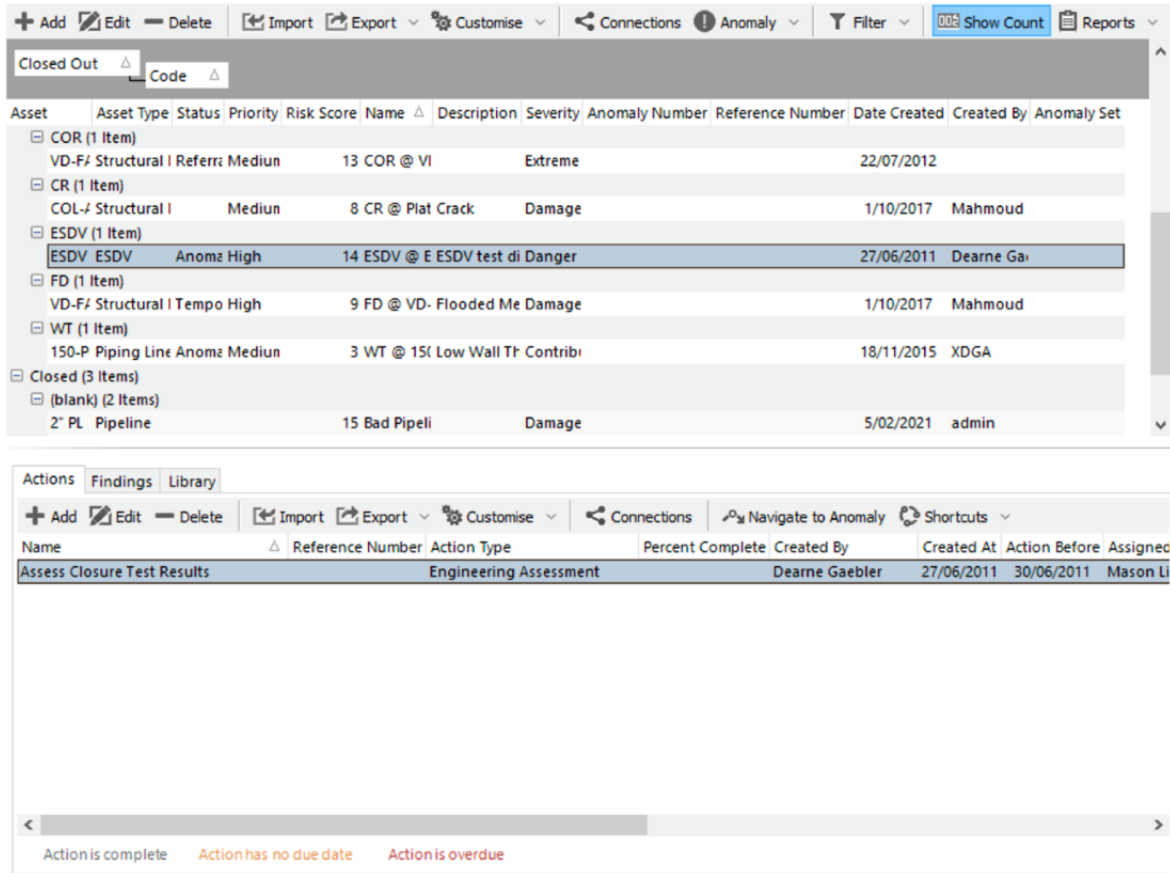 Add Edit Delete Import Export Customise Connections Anomaly Filter Show Count Reports
Closed Out
Code
Asset Asset Type Status Priority Risk Score Name Description Severity Anomaly Number Reference Number Date Created Created By Anomaly Set
COR (1 Item)
VD-F Structural Referra Mediun 13 COR @ VI Extreme 22/07/2012
CR (1 Item)
COL- Structural Mediun 8 CR @ Plat Crack Damage 1/10/2017 Mahmoud
ESDV (1 Item)
ESDV ESDV Anoma High 14 ESDV @ E ESDV test di Danger 27/06/2011 Dearne Ga
FD (1 Item)
VD-F Structural Tempo High 9 FD @ VD- Flooded Me Damage 1/10/2017 Mahmoud
WT (1 Item)
150-P Piping Line Anoma Mediun 3 WT @ 15( Low Wall Th Contribu 18/11/2015 XDGA
Closed (3 Items)
(blank) (2 Items)
2" PL Pipeline 15 Bad Pipeli Damage 5/02/2021 admin
Actions Findings Library
Add Edit Delete Import Export Customise Connections Navigate to Anomaly Shortcuts
Name Reference Number Action Type Percent Complete Created By Created At Action Before Assigned
Assess Closure Test Results Engineering Assessment Dearne Gaebler 27/06/2011 30/06/2011 Mason Li
Action is complete Action has no due date Action is overdue